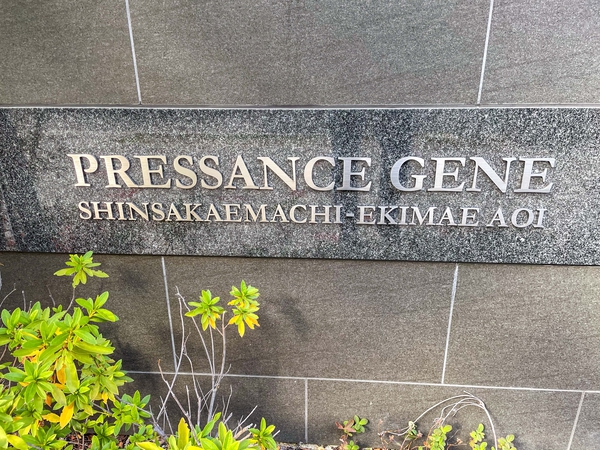 PRESSANCE GENE
SHINSAKAEMACHI-EKIMAE AOI